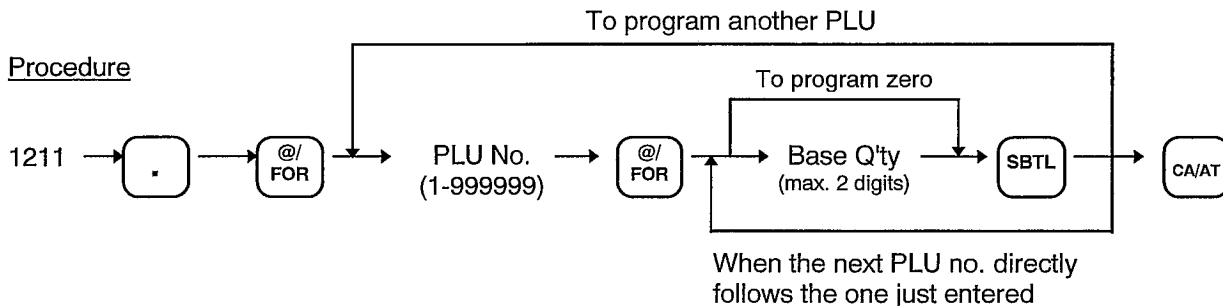 To program another PLU
Procedure
To program zero
1211
.
@/
FOR
PLU No.
(1-999999)
@/
FOR
Base Q'ty
(max. 2 digits)
SBTL
CA/AT
When the next PLU no. directly
follows the one just entered